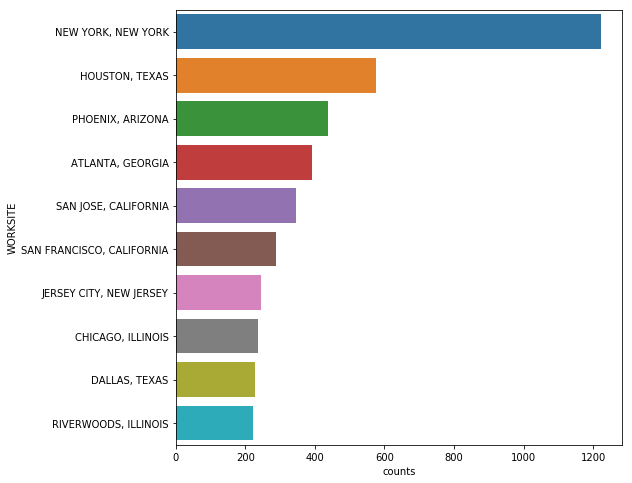 NEW YORK, NEW YORK
HOUSTON, TEXAS
PHOENIX, ARIZONA
ATLANTA, GEORGIA
SAN JOSE, CALIFORNIA
SAN FRANCISCO, CALIFORNIA
JERSEY CITY, NEW JERSEY
CHICAGO, ILLINOIS
DALLAS, TEXAS
RIVERWOODS, ILLINOIS
WORKSITE
0 200 400 600 800 1000 1200
counts